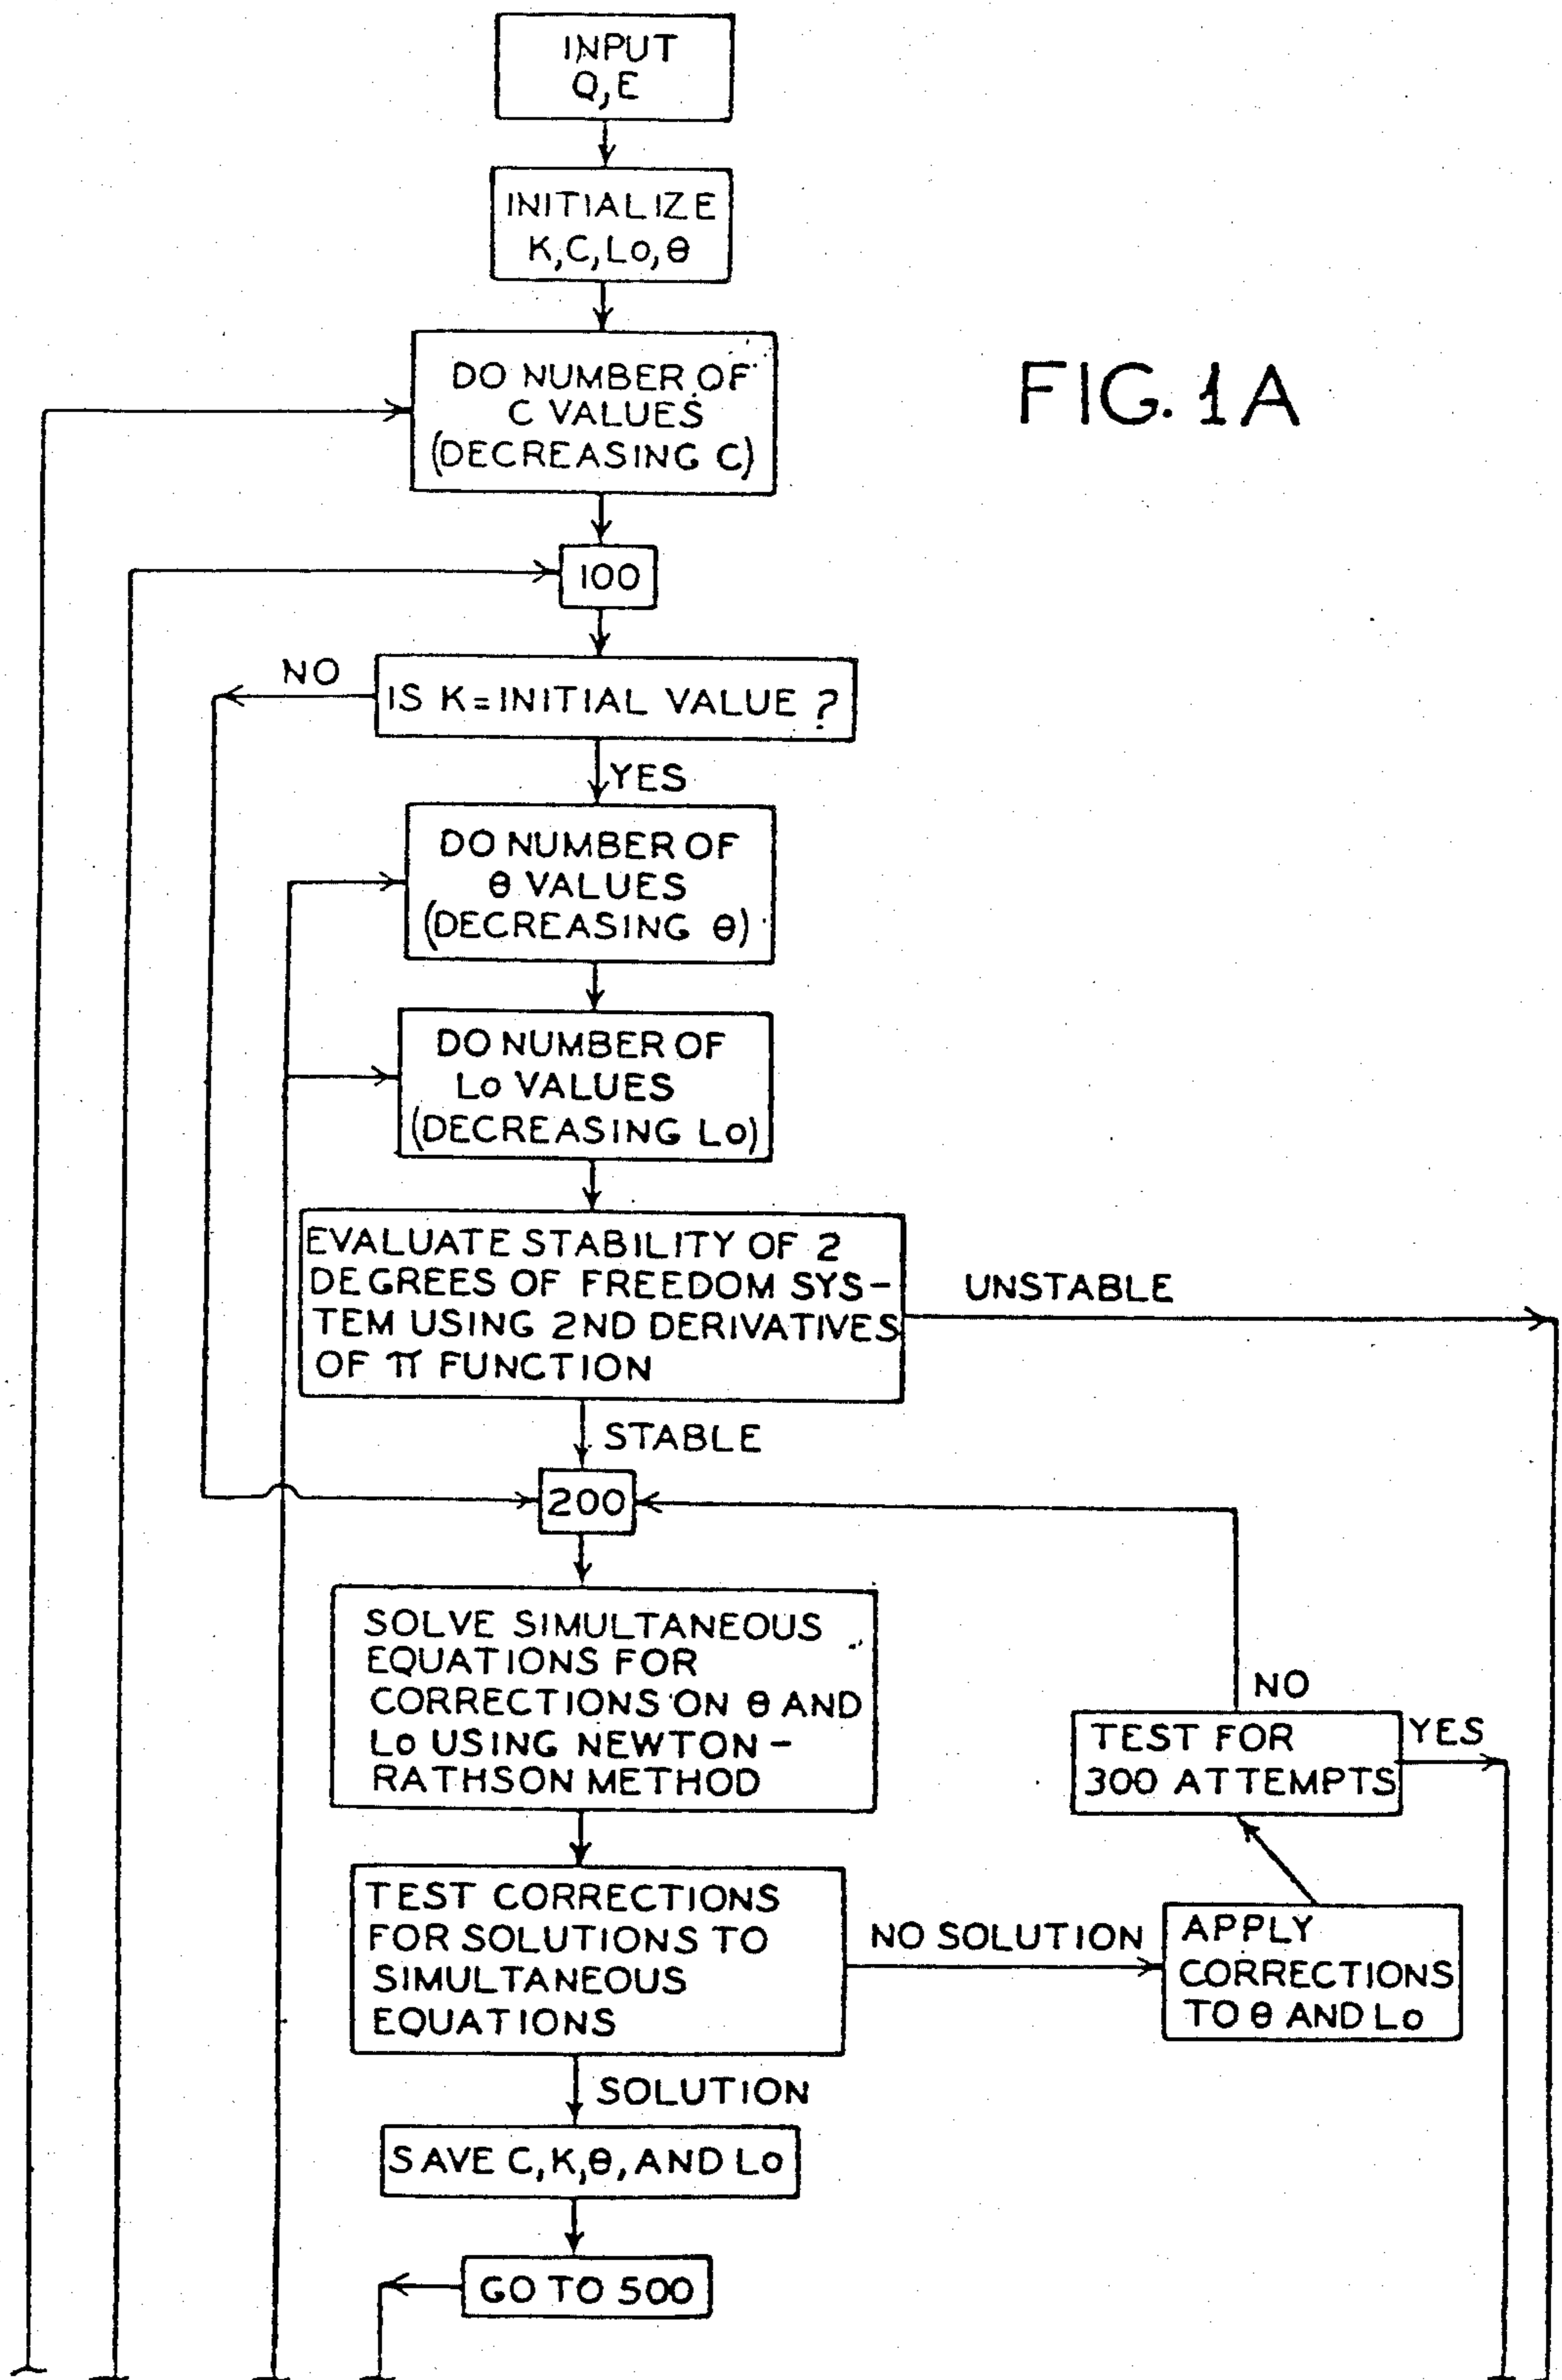 INPUT
Q,E
INITIALIZE
K,C,Lo,θ
DO NUMBER OF
C VALUES
(DECREASING C)
FIG. 1A
100
NO
IS K=INITIAL VALUE ?
YES
DO NUMBER OF
θ VALUES
(DECREASING θ)
DO NUMBER OF
Lo VALUES
(DECREASING Lo)
EVALUATE STABILITY OF 2
DEGREES OF FREEDOM SYS-
TEM USING 2ND DERIVATIVES
OF π FUNCTION
UNSTABLE
STABLE
200
SOLVE SIMULTANEOUS
EQUATIONS FOR
CORRECTIONS ON θ AND
Lo USING NEWTON-
RATHSON METHOD
NO
TEST FOR
300 ATTEMPTS
YES
TEST CORRECTIONS
FOR SOLUTIONS TO
SIMULTANEOUS
EQUATIONS
NO SOLUTION
APPLY
CORRECTIONS
TO θ AND Lo
SOLUTION
SAVE C,K,θ,AND Lo
GO TO 500